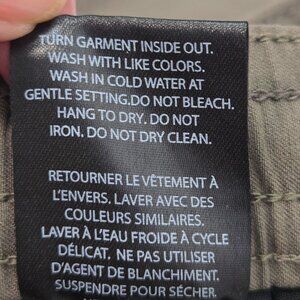 TURN GARMENT INSIDE OUT.
WASH WITH LIKE COLORS.
WASH IN COLD WATER AT
GENTLE SETTING.DO NOT BLEACH.
HANG TO DRY. DO NOT
IRON. DO NOT DRY CLEAN.
RETOURNER LE VÊTEMENT À
L'ENVERS. LAVER AVEC DES
COULEURS SIMILAIRES.
LAVER À L'EAU FROIDE À CYCLE
DÉLICAT. NE PAS UTILISER
D'AGENT DE BLANCHIMENT.
SUSPENDRE POUR SÉCHER.